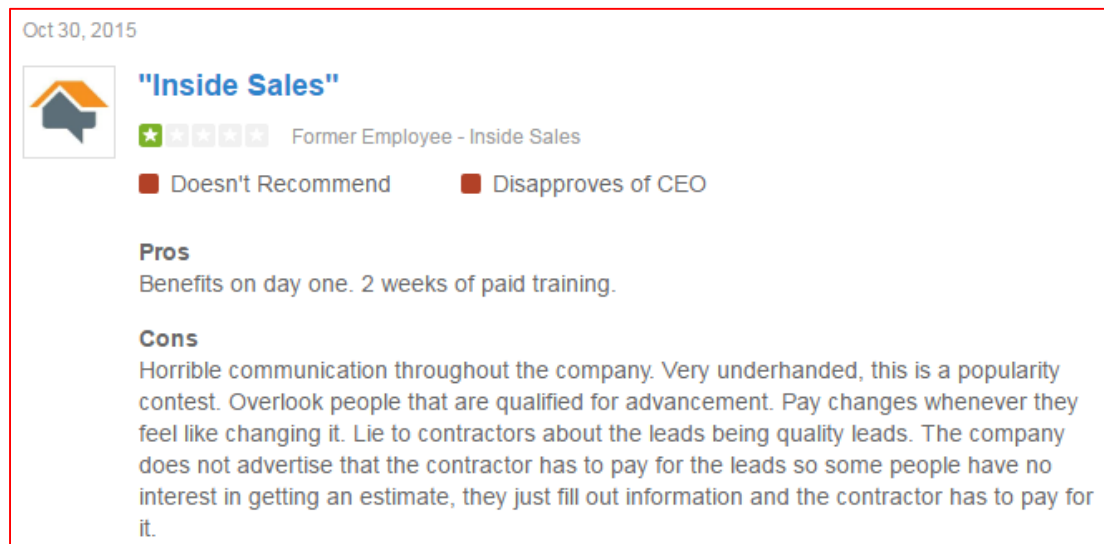 Oct 30, 2015
"Inside Sales"
Former Employee - Inside Sales
Doesn't Recommend Disapproves of CEO
Pros
Benefits on day one. 2 weeks of paid training.
Cons
Horrible communication throughout the company. Very underhanded, this is a popularity
contest. Overlook people that are qualified for advancement. Pay changes whenever they
feel like changing it. Lie to contractors about the leads being quality leads. The company
does not advertise that the contractor has to pay for the leads so some people have no
interest in getting an estimate, they just fill out information and the contractor has to pay for
it.